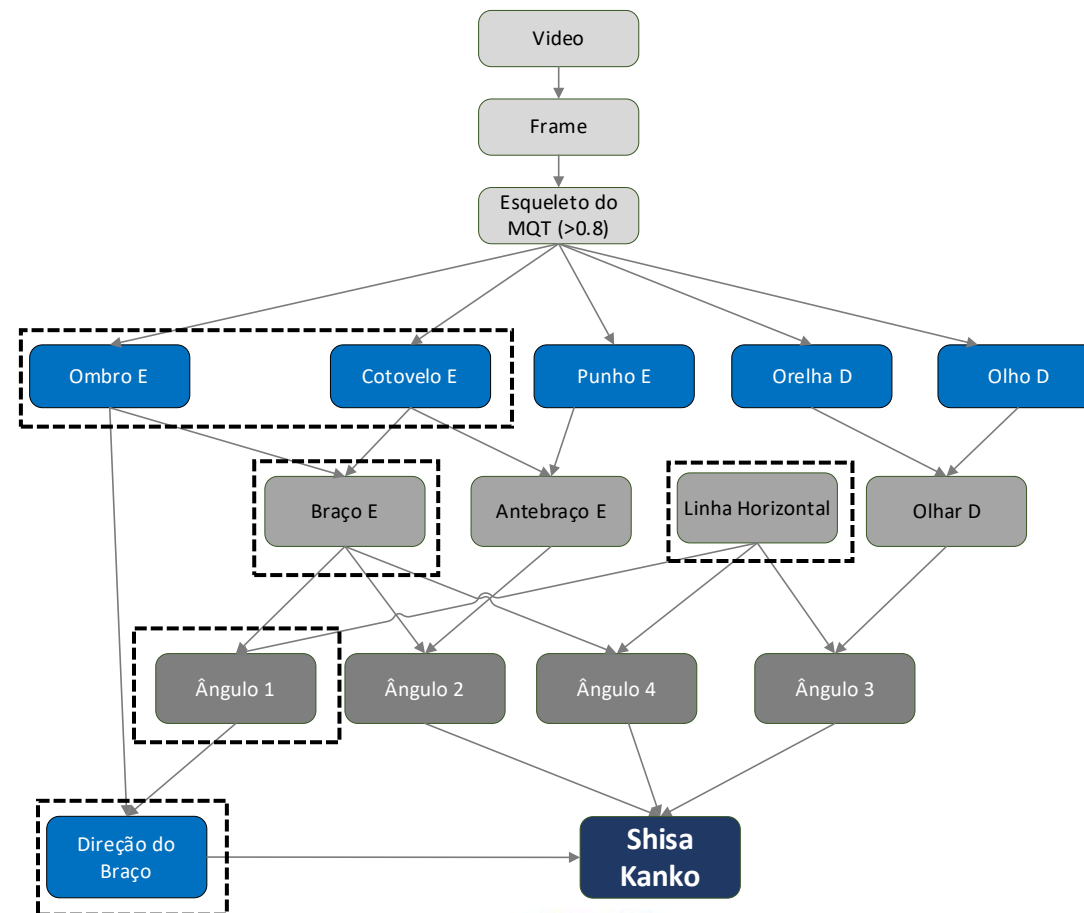 Video
Frame
Esqueleto do
MQT (>0.8)
Ombro E
Cotovelo E
Punho E
Orelha D
Olho D
Braço E
Antebraço E
Linha Horizontal
Olhar D
Ângulo 1
Ângulo 2
Ângulo 4
Ângulo 3
Direção do
Braço
Shisa
Kanko